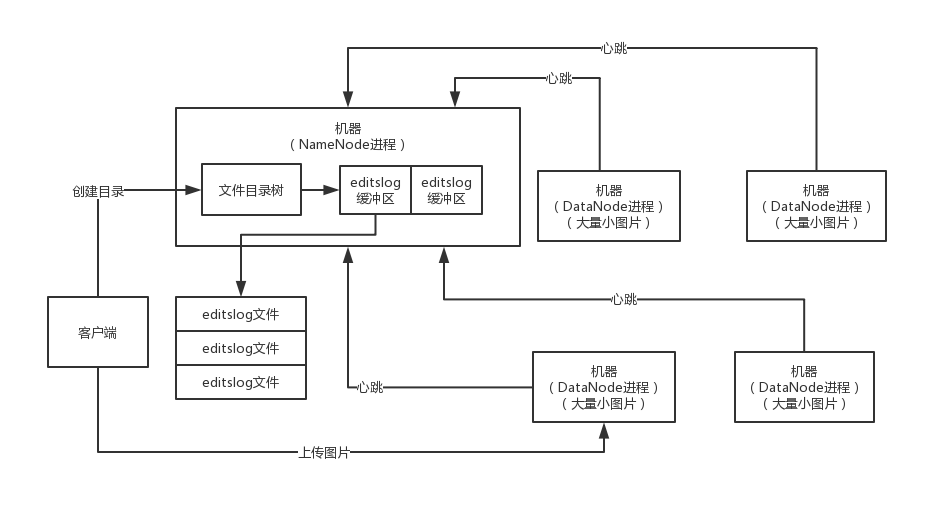 心跳
心跳
机器
（NameNode进程）
创建目录
文件目录树
editslog
缓冲区
editslog
缓冲区
机器
（DataNode进程）
（大量小图片）
机器
（DataNode进程）
（大量小图片）
心跳
客户端
editslog文件
editslog文件
editslog文件
心跳
机器
（DataNode进程）
（大量小图片）
机器
（DataNode进程）
（大量小图片）
上传图片